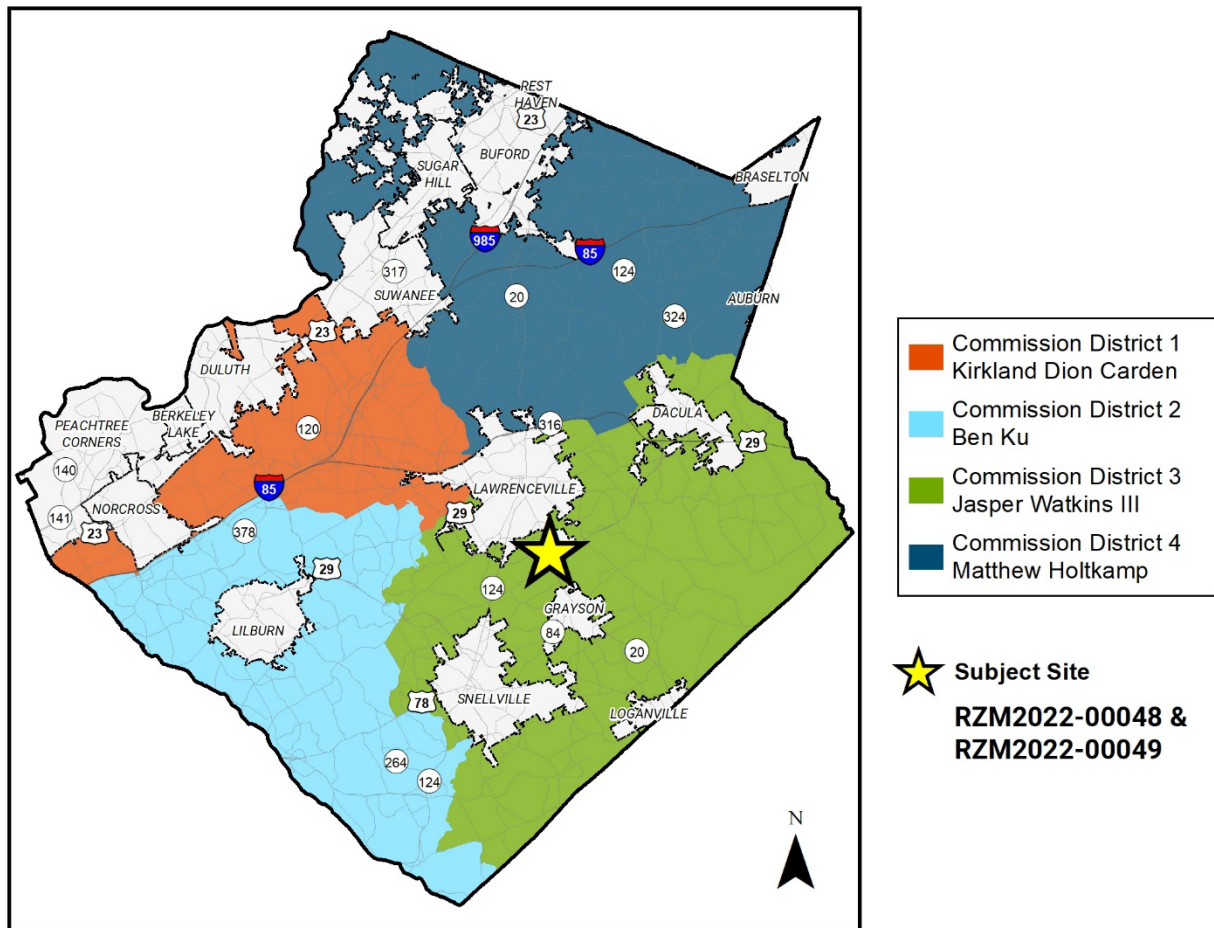 REST
HAVEN
23
BUFORD
SUGAR
HILL
BRASELTON
985
85
317
124
SUWANEE
20
AUBURN
324
23
DULUTH
DACULA
BERKELEY
LAKE
PEACHTREE
CORNERS
120
316
29
140
85
LAWRENCEVILLE
NORCROSS
29
141
23
378
29
124
GRAYSON
LILBURN
84
20
SNELLVILLE
78
LOGANVILLE
264
124
N
Commission District 1
Kirkland Dion Carden
Commission District 2
Ben Ku
Commission District 3
Jasper Watkins III
Commission District 4
Matthew Holtkamp
Subject Site
RZM2022-00048 &
RZM2022-00049